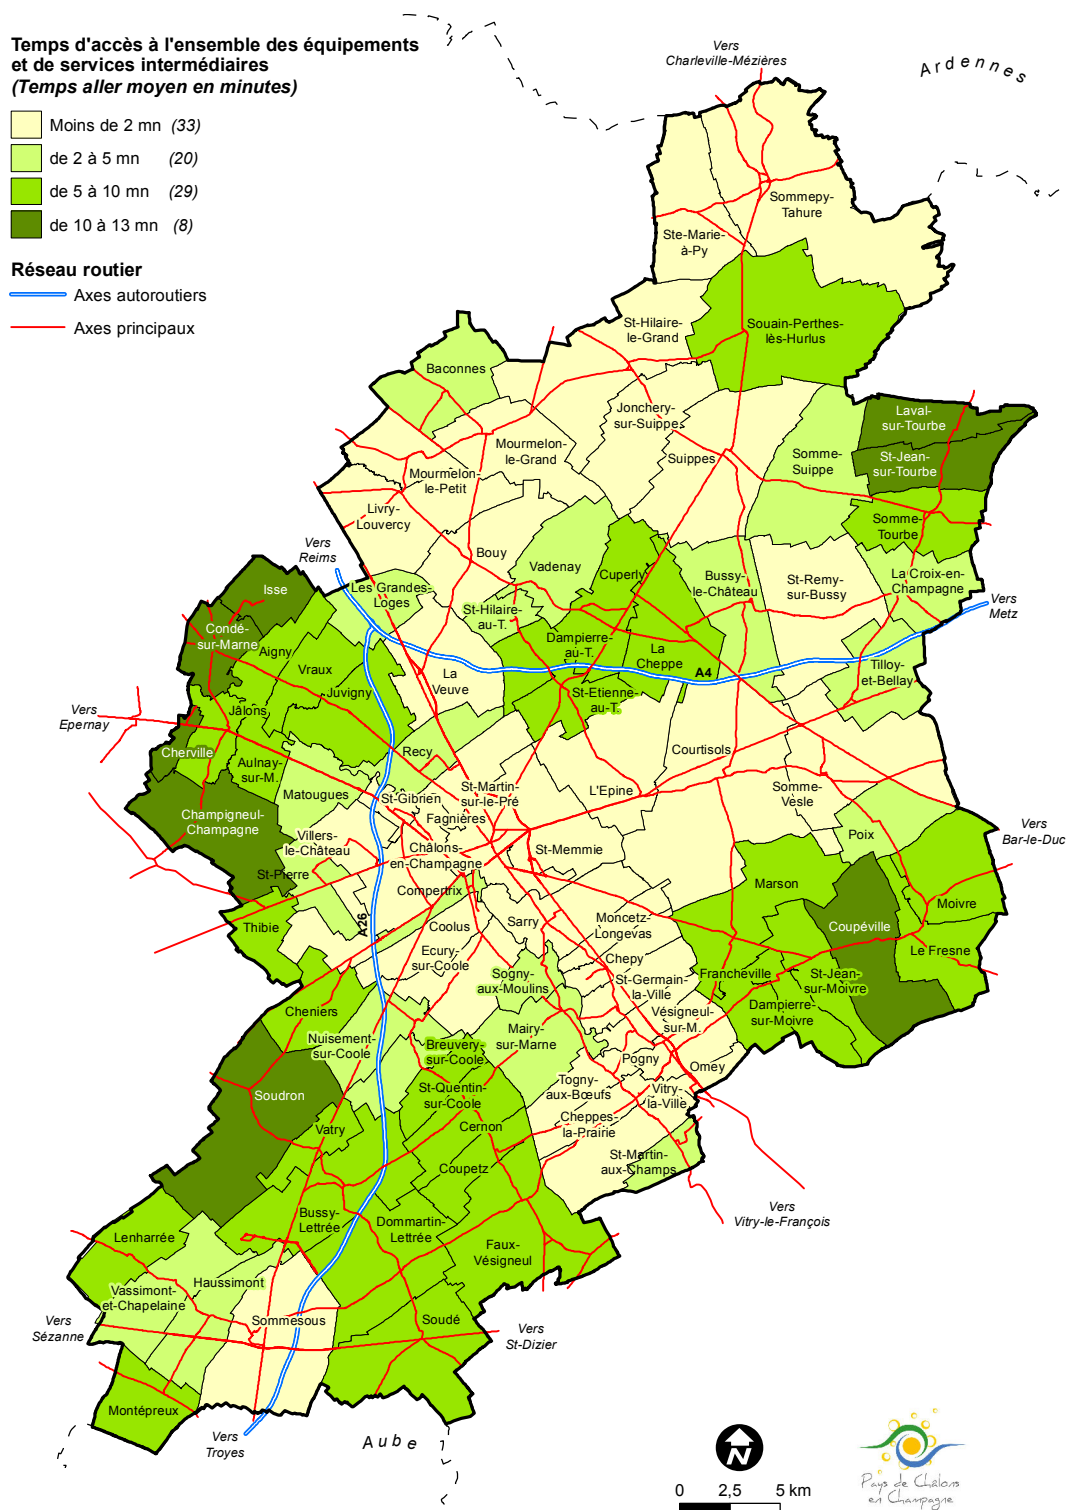 Temps d'accès à l'ensemble des équipements
et de services intermédiaires
(Temps aller moyen en minutes)
Moins de 2 mn (33)
de 2 à 5 mn (20)
de 5 à 10 mn (29)
de 10 à 13 mn (8)
Réseau routier
Axes autoroutiers
Axes principaux
Vers
Charleville-Mézières
Ardennes
Sommepy-
Tahure
Ste-Marie-
à-Py
St-Hilaire-
le-Grand
Souain-Perthes-
lès-Hurlus
Baconnes
Jonchery-
sur-Suippe
Laval-
sur-Tourbe
Mourmelon-
le-Grand
Suippes
Somme-
Suippe
St-Jean-
sur-Tourbe
Mourmelon-
le-Petit
Livry-
Louvercy
Somme-
Tourbe
Vers
Reims
Bouy
Vadenay
Cuperly
Bussy-
le-Château
St-Remy-
sur-Bussy
La Croix-en-
Champagne
Isse
Les Grandes-
Loges
St-Hilaire-
au-T.
Vers
Metz
Condé-
sur-Marne
Aigny
Vraux
Dampierre-
au-T.
La
Cheppe
A4
Tilloy-
et-Bellay
Juvigny
La
Veuve
St-Etienne-
au-T.
Vers
Epernay
Jâlons
Cherville
Recy
Courtisols
Aulnay-
sur-M.
Matougues
St-Gibrien
St-Martin-
sur-le-Pré
L'Epine
Somme-
Vesle
Champigneul-
Champagne
Fagnières
Villers-
le-Château
Châlons-
en-Champagne
St-Memmie
Poix
Vers
Bar-le-Duc
St-Pierre
Compertrix
Marson
Moivre
Thibie
A26
Coolus
Sarry
Moncetz-
Longevas
Coupéville
Ecury-
sur-Coole
Chepy
Le Fresne
Sogny-
aux-Moulins
St-Germain-
la-Ville
Francheville
St-Jean-
sur-Moivre
Cheniers
Vésigneul-
sur-M.
Dampierre-
sur-Moivre
Nuisement-
sur-Coole
Breuvery-
sur-Coole
Mairy-
sur-Marne
Pogny
Omey
Soudron
St-Quentin-
sur-Coole
Togny-
aux-Bœufs
Vitry-
la-Ville
Vatry
Cernon
Cheppes-
la-Prairie
Coupetz
St-Martin-
aux-Champs
Vers
Vitry-le-François
Bussy-
Lettrée
Dommartin-
Lettrée
Lenharrée
Faux-
Vésigneul
Vassimont-
et-Chapelaine
Haussimont
Vers
Sézanne
Sommesous
Soudé
Vers
St-Dizier
Montépreux
Vers
Troyes
Aube
N
0 2,5 5 km
Pays de Châlons
en Champagne